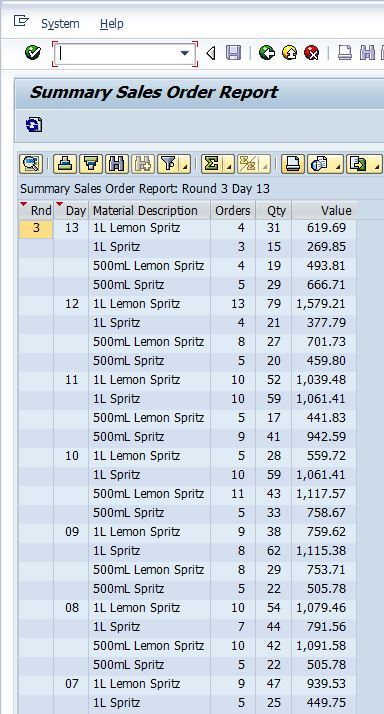 System Help
Summary Sales Order Report
Summary Sales Order Report: Round 3 Day 13
Rnd Day Material Description Orders Qty Value
3 13 1L Lemon Spritz 4 31 619.69
1L Spritz 3 15 269.85
500mL Lemon Spritz 4 19 493.81
500mL Spritz 5 29 666.71
12 1L Lemon Spritz 13 79 1,579.21
1L Spritz 4 21 377.79
500mL Lemon Spritz 8 27 701.73
500mL Spritz 5 20 459.80
11 1L Lemon Spritz 10 52 1,039.48
1L Spritz 10 59 1,061.41
500mL Lemon Spritz 5 17 441.83
500mL Spritz 9 41 942.59
10 1L Lemon Spritz 5 28 559.72
1L Spritz 10 59 1,061.41
500mL Lemon Spritz 11 43 1,117.57
500mL Spritz 5 33 758.67
09 1L Lemon Spritz 9 38 759.62
1L Spritz 8 62 1,115.38
500mL Lemon Spritz 8 29 753.71
500mL Spritz 5 22 505.78
08 1L Lemon Spritz 10 54 1,079.46
1L Spritz 7 44 791.56
500mL Lemon Spritz 10 42 1,091.58
500mL Spritz 5 22 505.78
07 1L Lemon Spritz 9 47 939.53
1L Spritz 5 25 449.75